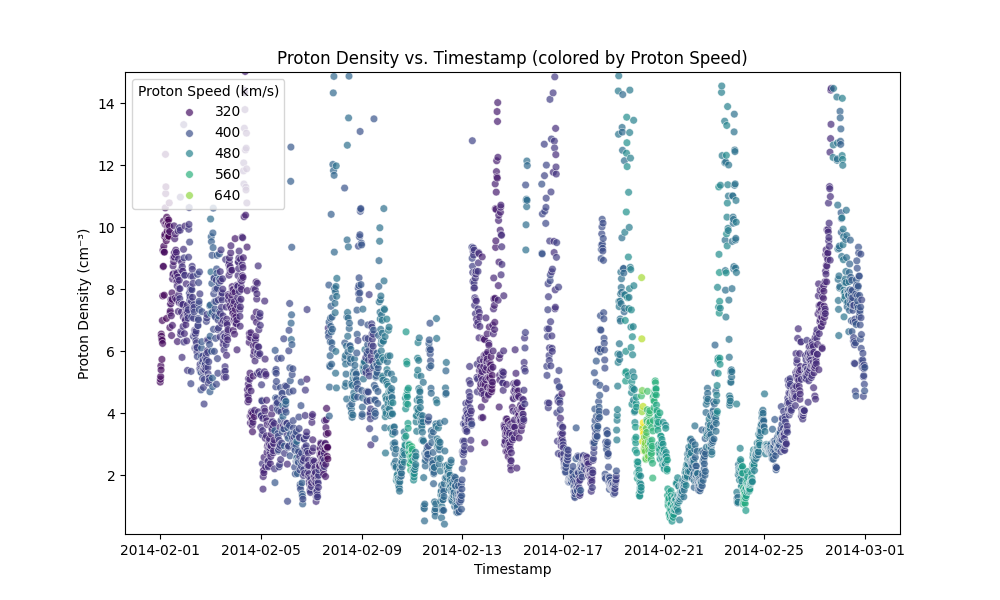 Proton Density vs. Timestamp (colored by Proton Speed)
Proton Density (cm⁻³)
14
12
10
8
6
4
2
Proton Speed (km/s)
320
400
480
560
640
2014-02-01 2014-02-05 2014-02-09 2014-02-13 2014-02-17 2014-02-21 2014-02-25 2014-03-01
Timestamp